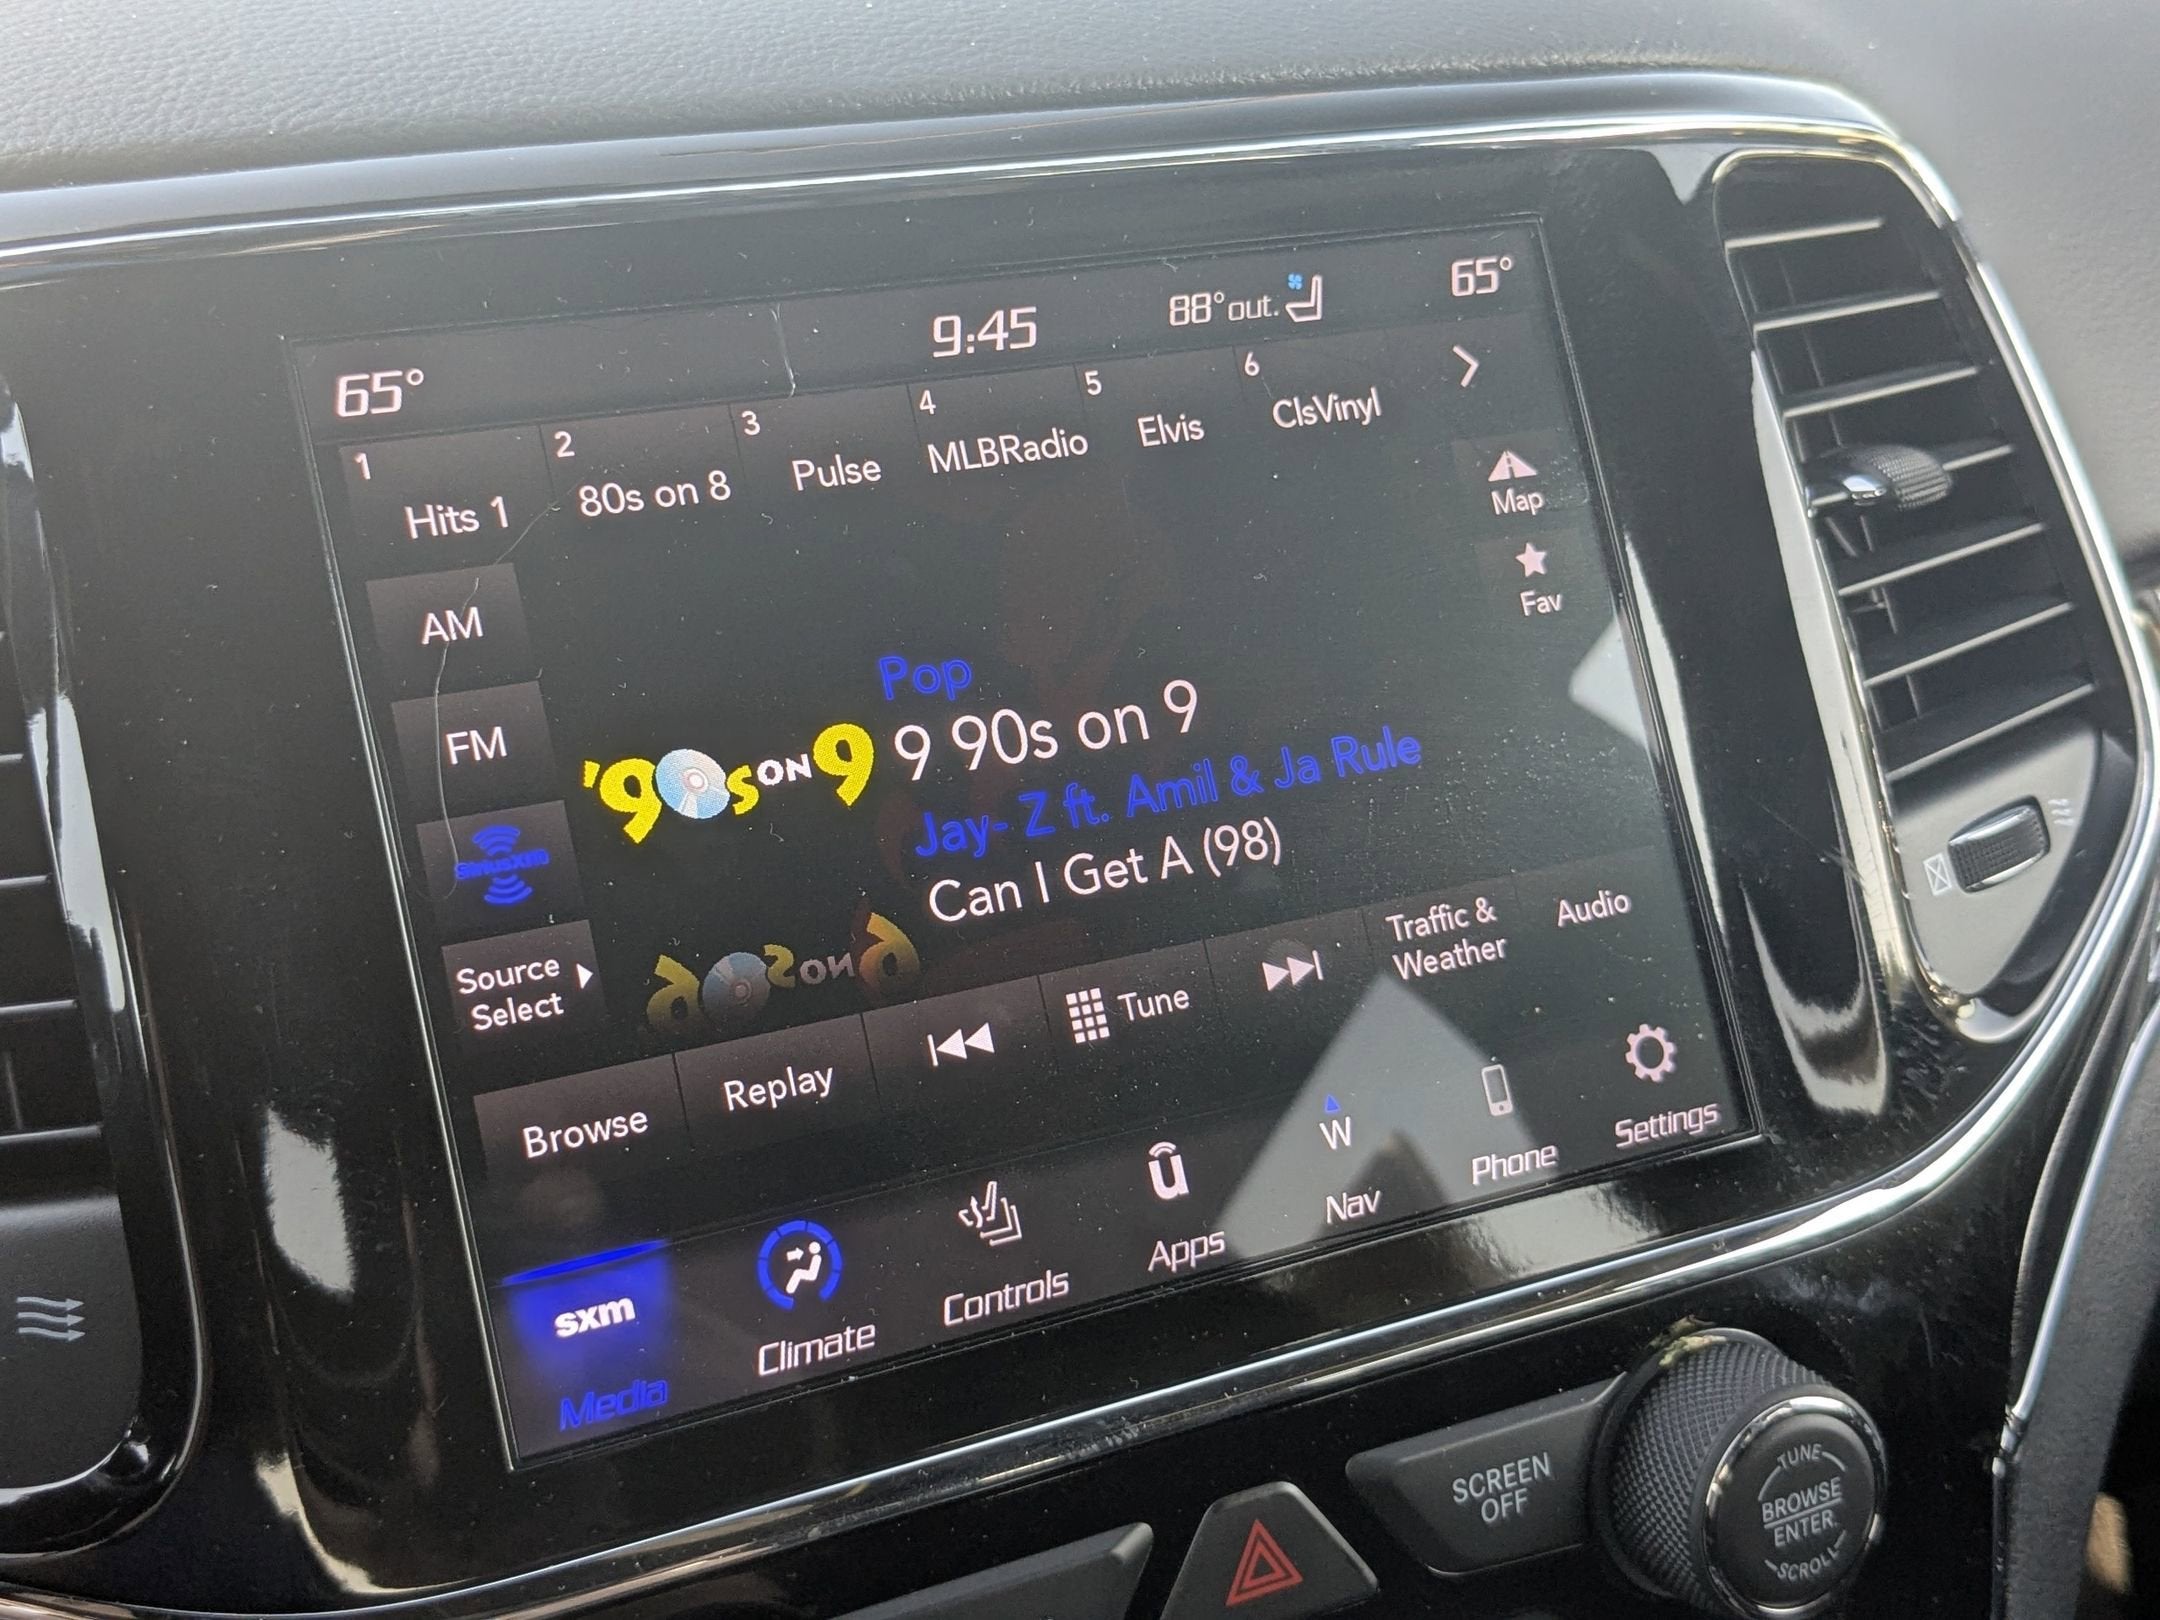 65°
9:45
88° out.
65°
1
Hits 1
2
80s on 8
3
Pulse
4
MLBRadio
5
Elvis
6
ClsVinyl
Map
Fav
AM
FM
SiriusXM
Source
Select
'90s ON 9
Pop
9 90s on 9
Jay- Z ft. Amil & Ja Rule
Can I Get A (98)
Browse
Replay
Tune
Traffic &
Weather
Audio
sxm
Media
Climate
Controls
u
Apps
W
Nav
Phone
Settings
SCREEN
OFF
TUNE
BROWSE
ENTER
SCROLL